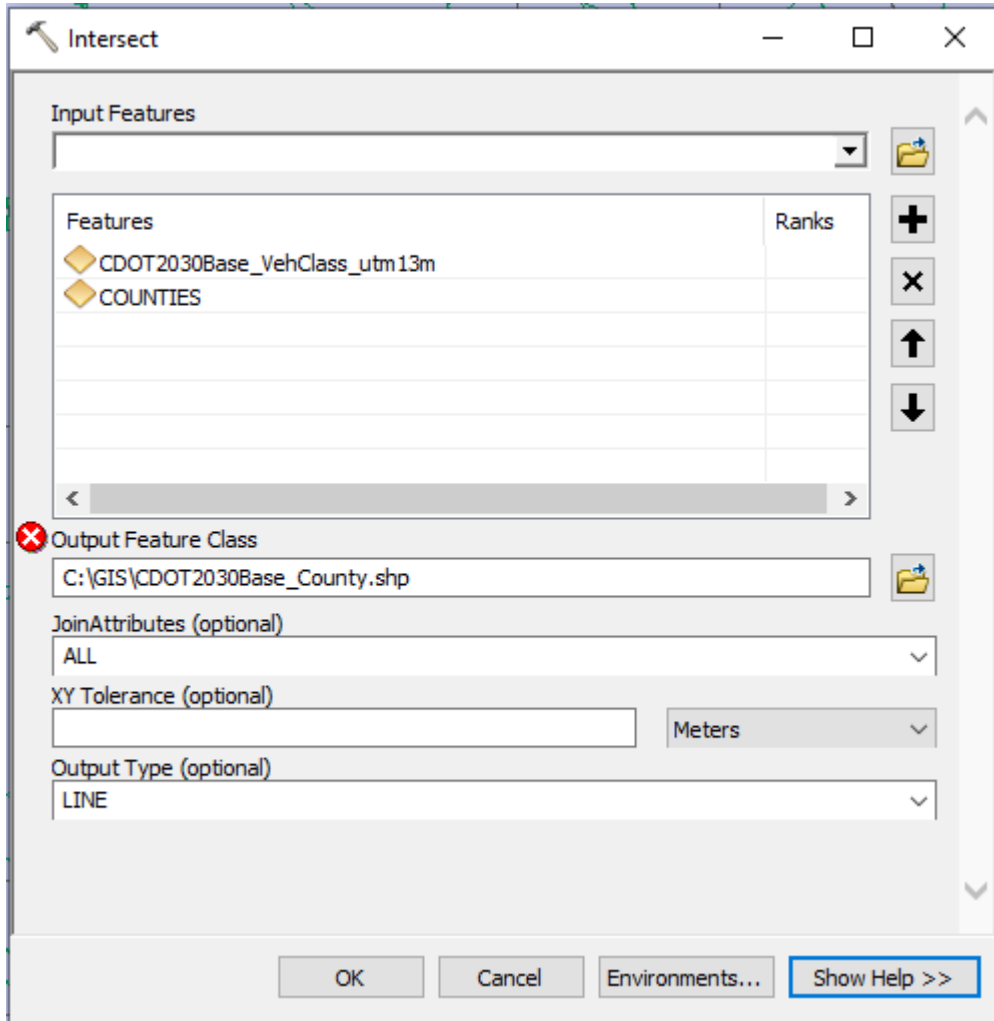 Intersect
Input Features
Features Ranks
CDOT2030Base_VehClass_utm13m
COUNTIES
Output Feature Class
C:\GIS\CDOT2030Base_County.shp
JoinAttributes (optional)
ALL
XY Tolerance (optional)
Meters
Output Type (optional)
LINE
OK Cancel Environments... Show Help >>